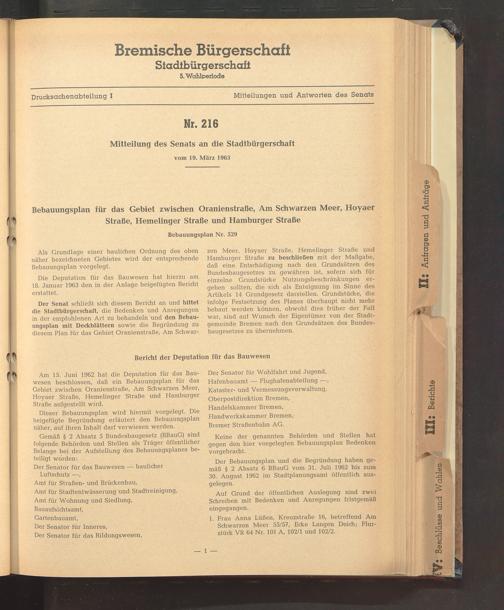 Bremische Bürgerschaft
Stadtbürgerschaft
5. Wahlperiode
Drucksachenabteilung I
Mitteilungen und Antworten des Senats
Nr. 216
Mitteilung des Senats an die Stadtbürgerschaft
vom 19. März 1963
Bebauungsplan für das Gebiet zwischen Oranienstraße, Am Schwarzen Meer, Hoyaer
Straße, Hemelinger Straße und Hamburger Straße
Bebauungsplan Nr. 329
Als Grundlage einer baulichen Ordnung des oben
näher bezeichneten Gebietes wird der entsprechende
Bebauungsplan vorgelegt.
Die Deputation für das Bauwesen hat hierzu am
18. Januar 1963 den in der Anlage beigefügten Bericht
erstattet.
Der Senat schließt sich diesem Bericht an und bittet
die Stadtbürgerschaft, die Bedenken und Anregungen
in der empfohlenen Art zu behandeln und den Bebau-
ungsplan mit Deckblättern sowie die Begründung zu
diesem Plan für das Gebiet Oranienstraße, Am Schwar-
zen Meer, Hoyaer Straße, Hemelinger Straße und
Hamburger Straße zu beschließen mit der Maßgabe,
daß eine Entschädigung nach den Grundsätzen des
Bundesbaugesetzes zu gewähren ist, sofern sich für
einzelne Grundstücke Nutzungsbeschränkungen er-
geben sollten, die sich als Enteignung im Sinne des
Artikels 14 Grundgesetz darstellen. Grundstücke, die
infolge Festsetzung des Planes überhaupt nicht mehr
bebaut werden können, obwohl dies früher der Fall
war, sind auf Wunsch der Eigentümer von der Stadt-
gemeinde Bremen nach den Grundsätzen des Bundes-
baugesetzes zu übernehmen.
Bericht der Deputation für das Bauwesen
Am 15. Juni 1962 hat die Deputation für das Bau-
wesen beschlossen, daß ein Bebauungsplan für das
Gebiet zwischen Oranienstraße, Am Schwarzen Meer,
Hoyaer Straße, Hemelinger Straße und Hamburger
Straße aufgestellt wird.
Dieser Bebauungsplan wird hiermit vorgelegt. Die
beigefügte Begründung erläutert den Bebauungsplan
näher, auf ihren Inhalt darf verwiesen werden.
Gemäß § 2 Absatz 5 Bundesbaugesetz (BBauG) sind
folgende Behörden und Stellen als Träger öffentlicher
Belange bei der Aufstellung des Bebauungsplanes be-
teiligt worden:
Der Senator für das Bauwesen — baulicher
Luftschutz —,
Amt für Straßen- und Brückenbau,
Amt für Stadtentwässerung und Stadtreinigung,
Amt für Wohnung und Siedlung,
Bauaufsichtsamt,
Gartenbauamt,
Der Senator für Inneres,
Der Senator für das Bildungswesen,
Der Senator für Wohlfahrt und Jugend,
Hafenbauamt — Flughafenabteilung —,
Kataster- und Vermessungsverwaltung,
Oberpostdirektion Bremen,
Handelskammer Bremen,
Handwerkskammer Bremen,
Bremer Straßenbahn AG.
Keine der genannten Behörden und Stellen hat
gegen den hier vorgelegten Bebauungsplan Bedenken
vorgebracht.
Der Bebauungsplan und die Begründung haben ge-
mäß § 2 Absatz 6 BBauG vom 31. Juli 1962 bis zum
30. August 1962 im Stadtplanungsamt öffentlich aus-
gelegen.
Auf Grund der öffentlichen Auslegung sind zwei
Schreiben mit Bedenken und Anregungen fristgemäß
eingegangen.
1. Frau Anna Lüßen, Kreuzstraße 16, betreffend Am
Schwarzen Meer 55/57, Ecke Langen Deich; Flur-
stück VR 64 Nr. 101 A, 102/1 und 102/2.
— 1 —
II: Anfragen und Anträge
III: Berichte
V: Beschlüsse und Wahlen